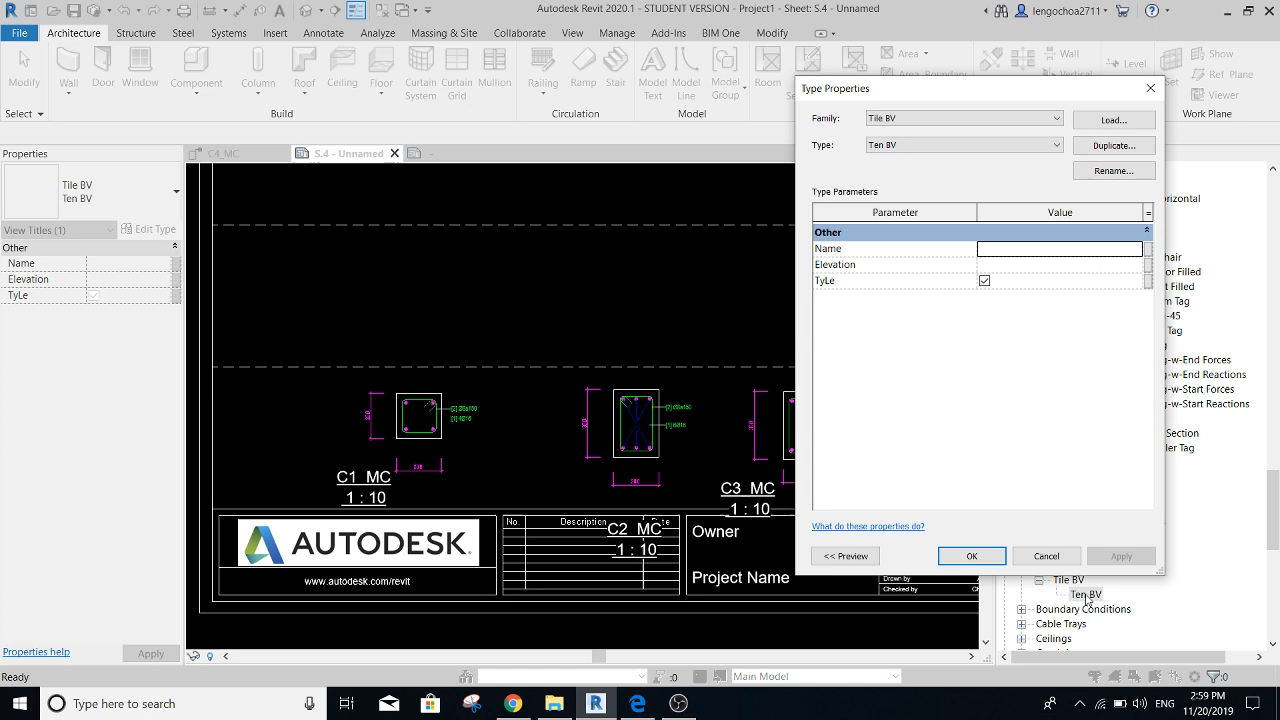 Autodesk Revit 2020.1 - STUDENT VERSION - Project1 - Sheet: S.4 - Unnamed
lengochoa2711
File Architecture Structure Steel Systems Insert Annotate Analyze Massing & Site Collaborate View Manage Add-Ins BIM One Modify
Modify Wall Door Window Component Column Roof Ceiling Floor Curtain System Curtain Grid Mullion Railing Ramp Stair Model Text Model Line Model Group Room
Area
Wall
Vertical
Level
Set
Show
Ref Plane
Viewer
Select Build Circulation Model Work Plane
Properties
C4_MC
S.4 - Unnamed
-
Tile BV
Ten BV
View Titles (1)
Edit Type
Other
Name
Elevation
TyLe
Properties help
Apply
C1_MC
1 : 10
C2_MC
1 : 10
C3_MC
1 : 10
AUTODESK.
www.autodesk.com/revit
No. Description Date
Owner
Project Name
Drawn by
Checked by
Type Properties
Family: Tile BV Load...
Type: Ten BV Duplicate...
Rename...
Type Parameters
Parameter Value =
Other
Name
Elevation
TyLe
What do these properties do?
<< Preview OK Cancel Apply
Filled
Tag
-45
Tag
-w-End Forces
-w-End Reactions
-w-Start Forces
-w-Start Reactions
Section
Tile BV
Ten BV
Boundary Conditions
Cable Trays
Ceilings
Ready
:0
Main Model
:0
Type here to search
ENG
2:59 PM
11/20/2019